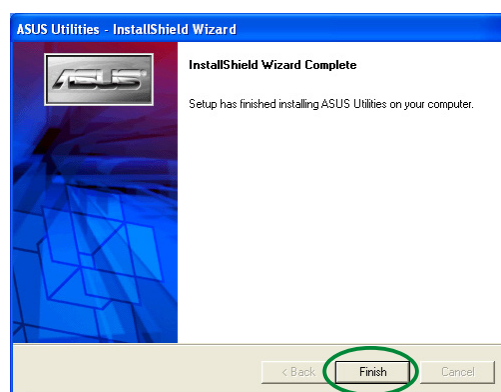 ASUS Utilities - InstallShield Wizard
ASUS
InstallShield Wizard Complete
Setup has finished installing ASUS Utilities on your computer.
< Back
Finish
Cancel